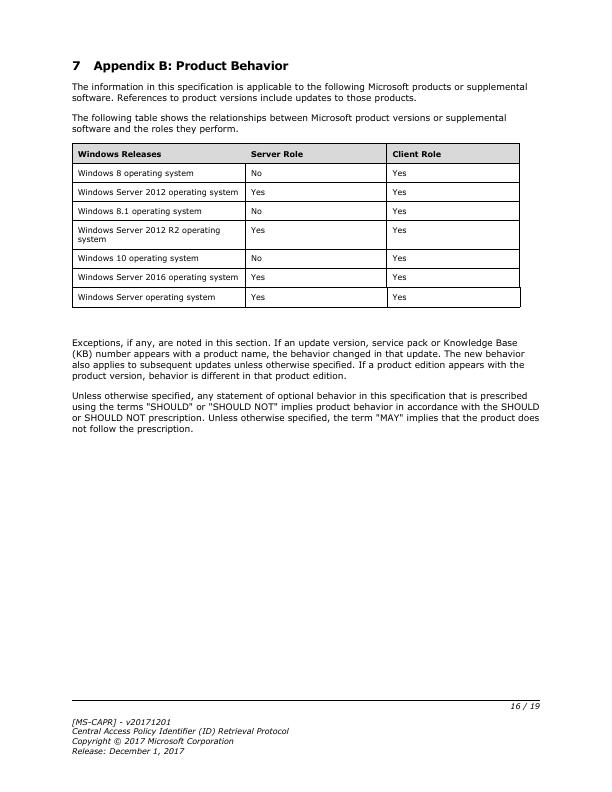 7 Appendix B: Product Behavior
The information in this specification is applicable to the following Microsoft products or supplemental
software. References to product versions include updates to those products.
The following table shows the relationships between Microsoft product versions or supplemental
software and the roles they perform.
Windows Releases Server Role Client Role
Windows 8 operating system No Yes
Windows Server 2012 operating system Yes Yes
Windows 8.1 operating system No Yes
Windows Server 2012 R2 operating Yes Yes
system
Windows 10 operating system No Yes
Windows Server 2016 operating system Yes Yes
Windows Server operating system Yes Yes
Exceptions, if any, are noted in this section. If an update version, service pack or Knowledge Base
(KB) number appears with a product name, the behavior changed in that update. The new behavior
also applies to subsequent updates unless otherwise specified. If a product edition appears with the
product version, behavior is different in that product edition.
Unless otherwise specified, any statement of optional behavior in this specification that is prescribed
using the terms "SHOULD" or "SHOULD NOT" implies product behavior in accordance with the SHOULD
or SHOULD NOT prescription. Unless otherwise specified, the term "MAY" implies that the product does
not follow the prescription.
16 / 19
[MS-CAPR] - v20171201
Central Access Policy Identifier (ID) Retrieval Protocol
Copyright © 2017 Microsoft Corporation
Release: December 1, 2017